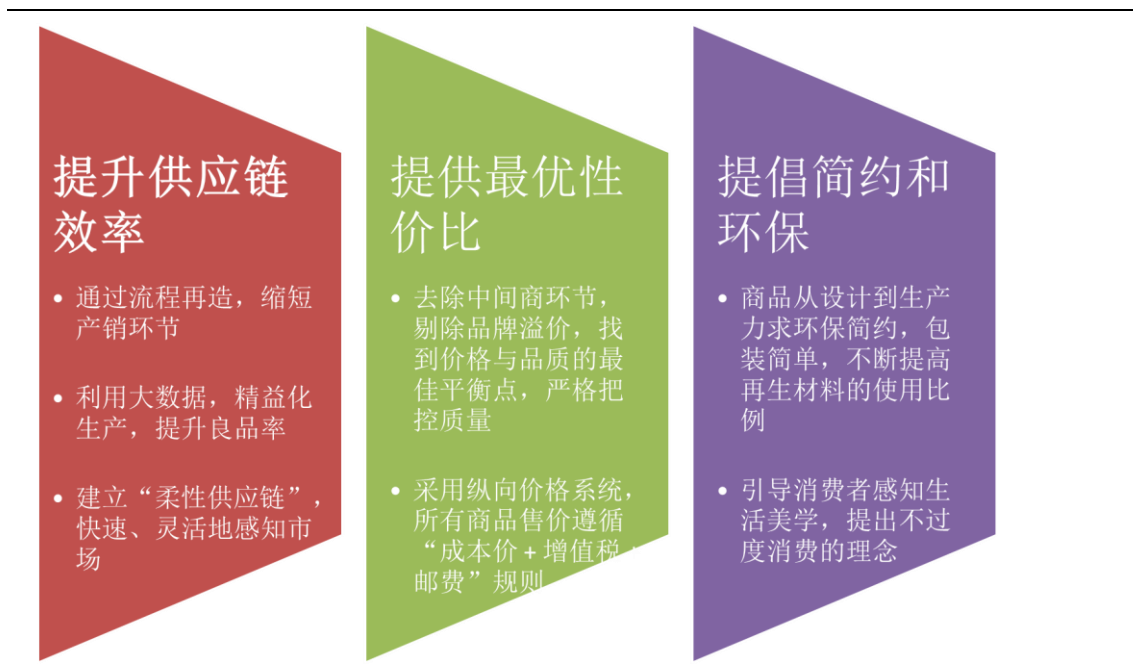 提升供应链
效率
• 通过流程再造，缩短
产销环节
• 利用大数据，精益化
生产，提升良品率
• 建立“柔性供应链”，
快速、灵活地感知市
场
提供最优性
价比
• 去除中间商环节，
剔除品牌溢价，找
到价格与品质的最
佳平衡点，严格把
控质量
• 采用纵向价格系统，
所有商品售价遵循
“成本价+增值税+
邮费”规则
提倡简约和
环保
• 商品从设计到生产
力求环保简约，包
装简单，不断提高
再生材料的使用比
例
• 引导消费者感知生
活美学，提出不过
度消费的理念